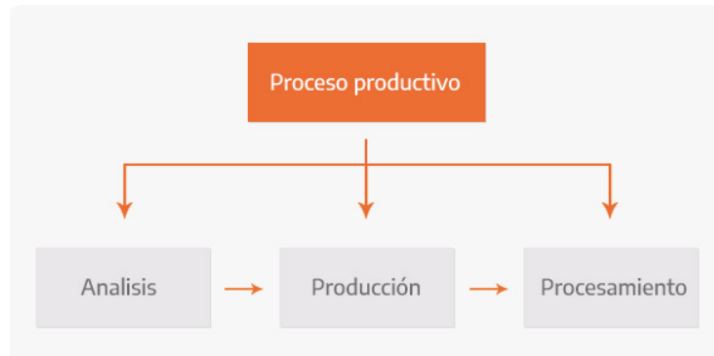 Proceso productivo
Analisis
Producción
Procesamiento